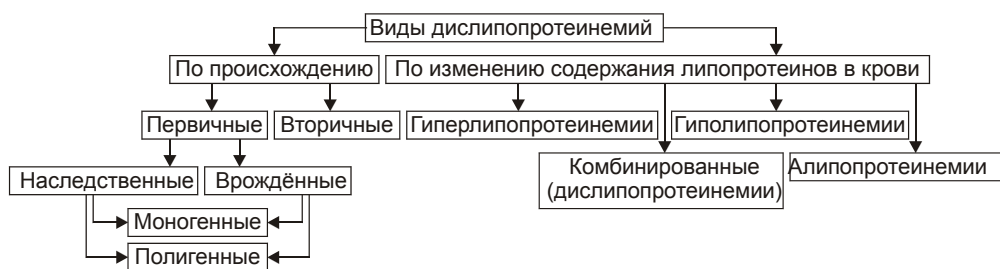 Виды дислипопротеинемий
По происхождению
По изменению содержания липопротеинов в крови
Первичные
Вторичные
Гиперлипопротеинемии
Гиполипопротеинемии
Комбинированные
(дислипопротеинемии)
Алипопротеинемии
Наследственные
Врождённые
Моногенные
Полигенные